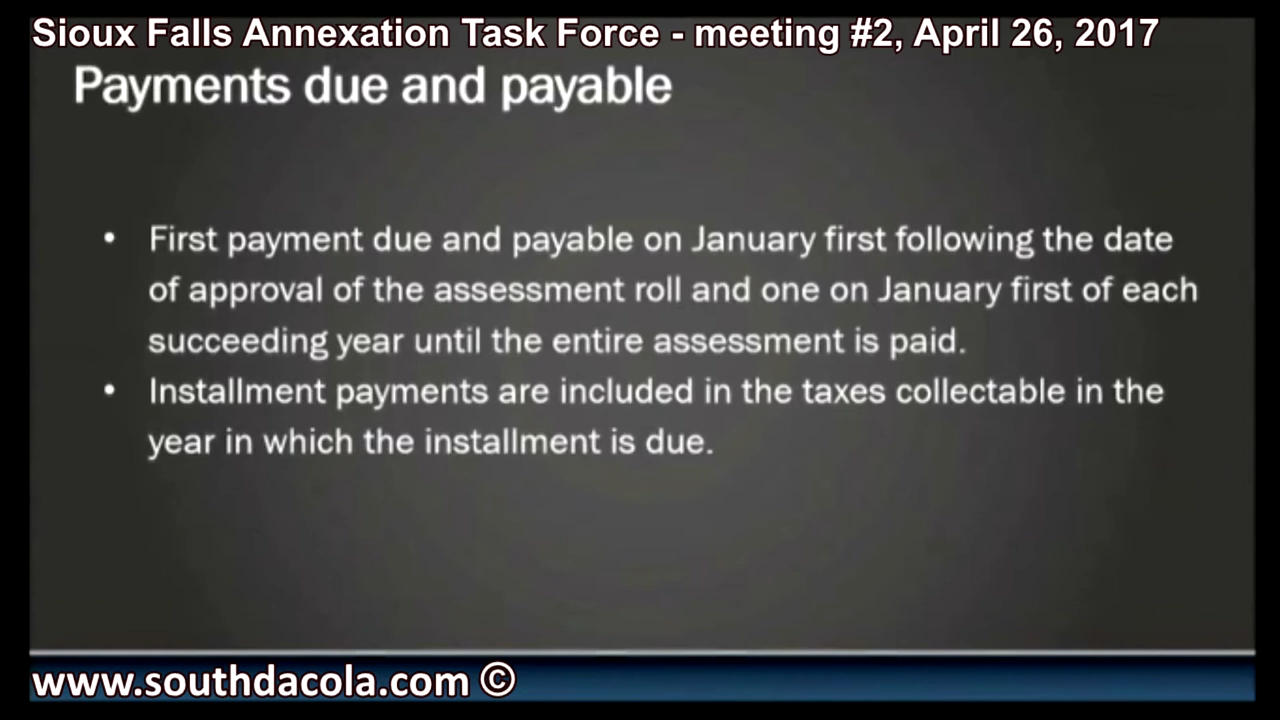 Sioux Falls Annexation Task Force - meeting #2, April 26, 2017
Payments due and payable
• First payment due and payable on January first following the date
of approval of the assessment roll and one on January first of each
succeeding year until the entire assessment is paid.
• Installment payments are included in the taxes collectable in the
year in which the installment is due.
www.southdacola.com ©